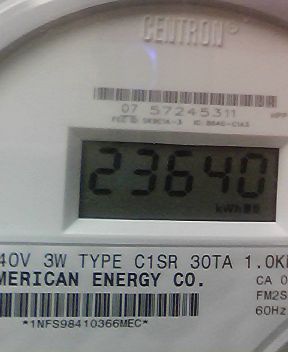 CENTRON®
07 57245311
23640
kWh
40V 3W TYPE C1SR 30TA 1.0K
MERICAN ENERGY CO.
CA 0
FM2S
60Hz
*1NFS98410366MEC*